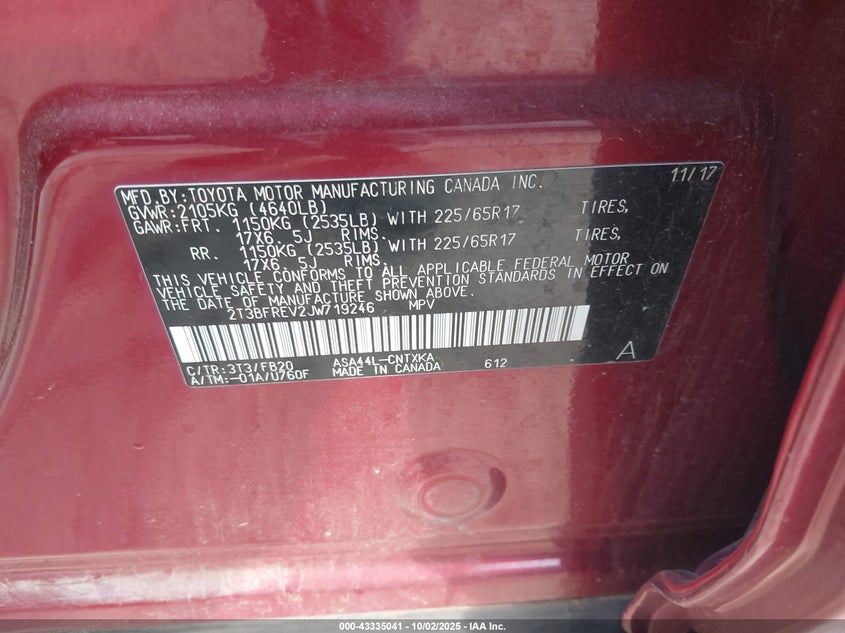 MFD.BY:TOYOTA MOTOR MANUFACTURING CANADA INC. 11/17
GVWR:2105KG (4640LB)
GAWR:FRT. 1150KG (2535LB) WITH 225/65R17 TIRES,
17X6.5J RIMS.
RR. 1150KG (2535LB) WITH 225/65R17 TIRES,
17X6.5J RIMS.
THIS VEHICLE CONFORMS TO ALL APPLICABLE FEDERAL MOTOR
VEHICLE SAFETY AND THEFT PREVENTION STANDARDS IN EFFECT ON
THE DATE OF MANUFACTURE SHOWN ABOVE.
2T3BFREV2JW719246 MPV
C/TR:3T3/FB20 ASA44L-CNTXKA 612 A
A/TM:-01A/U760F MADE IN CANADA
000-43335041 - 10/02/2025 - IAA Inc.